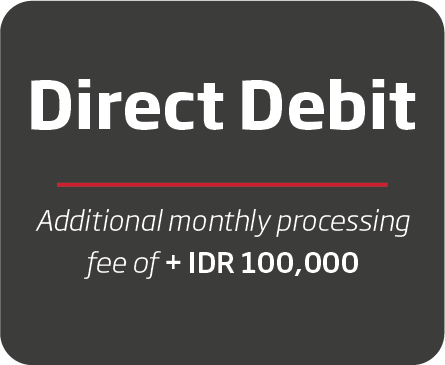 Direct Debit
Additional monthly processing
fee of + IDR 100,000